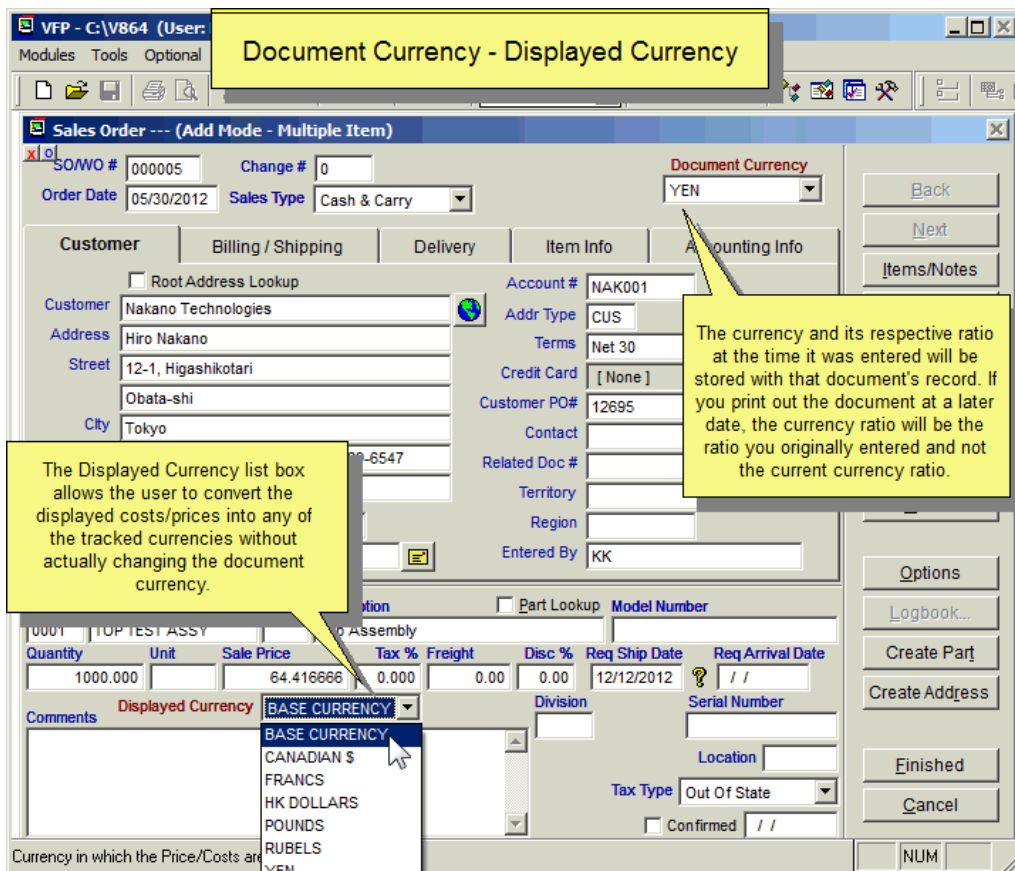 VFP - C:\V864 (User:
Document Currency - Displayed Currency
Modules Tools Optional
Sales Order --- (Add Mode - Multiple Item)
X O
SO/WO # 000005 Change # 0
Document Currency
YEN
Order Date 05/30/2012 Sales Type Cash & Carry
Back
Next
Items/Notes
Customer Billing / Shipping Delivery Item Info Accounting Info
Root Address Lookup
Account # NAK001
Customer Nakano Technologies
Addr Type CUS
Address Hiro Nakano
Terms Net 30
Street 12-1, Higashikotari
Credit Card [ None ]
Obata-shi
Customer PO# 12695
City Tokyo
Contact
-6547
Related Doc #
Territory
Region
Entered By KK
The currency and its respective ratio
at the time it was entered will be
stored with that document's record. If
you print out the document at a later
date, the currency ratio will be the
ratio you originally entered and not
the current currency ratio.
The Displayed Currency list box
allows the user to convert the
displayed costs/prices into any of
the tracked currencies without
actually changing the document
currency.
Options
Logbook...
Create Part
Create Address
Finished
Cancel
Part Lookup Model Number
0001 TOP TEST ASSY Assembly
Quantity Unit Sale Price Tax % Freight Disc % Req Ship Date Req Arrival Date
1000.000 64.416666 0.000 0.00 0.00 12/12/2012 ? / /
Comments Displayed Currency BASE CURRENCY Division Serial Number
BASE CURRENCY
CANADIAN $
FRANCS
HK DOLLARS
POUNDS
RUBELS
YEN
Location
Tax Type Out Of State
Confirmed / /
Currency in which the Price/Costs are
NUM